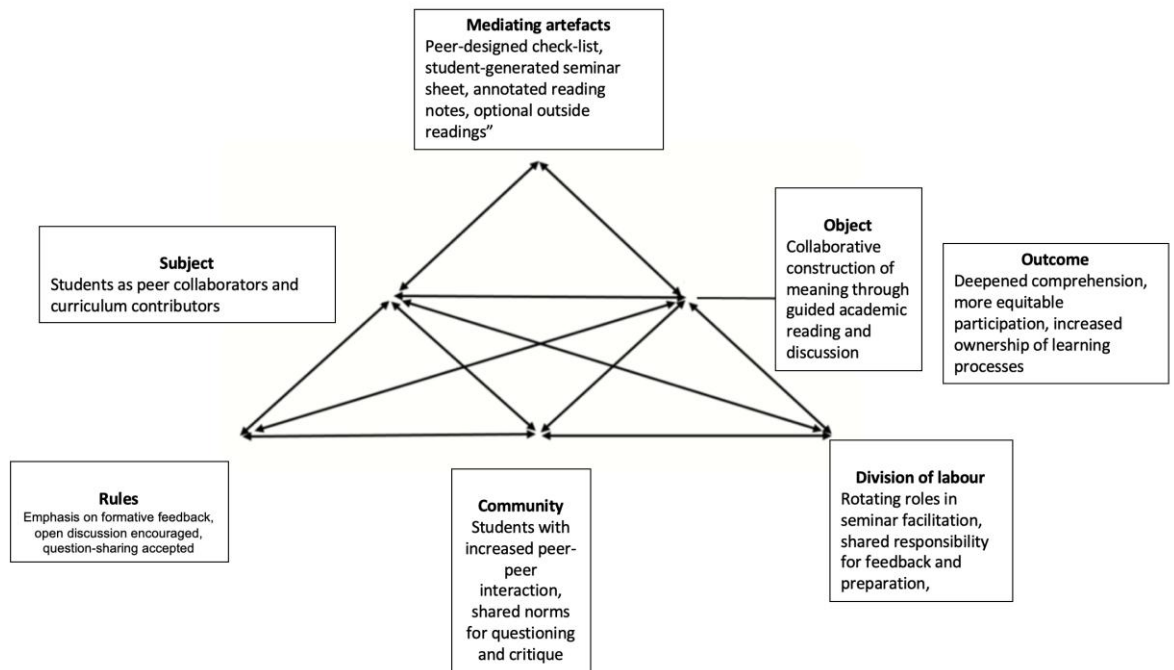 Mediating artefacts
Peer-designed check-list,
student-generated seminar
sheet, annotated reading
notes, optional outside
readings”
Subject
Students as peer collaborators and
curriculum contributors
Object
Collaborative
construction of
meaning through
guided academic
reading and
discussion
Outcome
Deepened comprehension,
more equitable
participation, increased
ownership of learning
processes
Rules
Emphasis on formative feedback,
open discussion encouraged,
question-sharing accepted
Community
Students with
increased peer-
peer
interaction,
shared norms
for questioning
and critique
Division of labour
Rotating roles in
seminar facilitation,
shared responsibility
for feedback and
preparation,